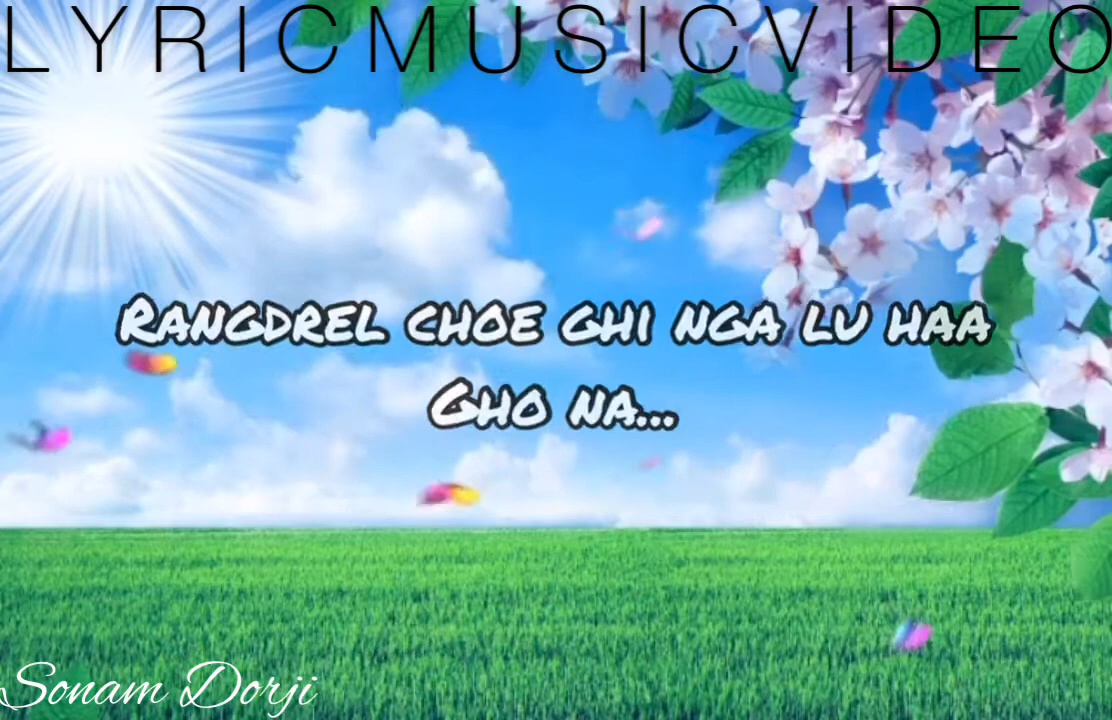 LYRICMUSICVIDEO
Rangdrel choe ghi nga lu haa
Gho na...
Sonam Dorji